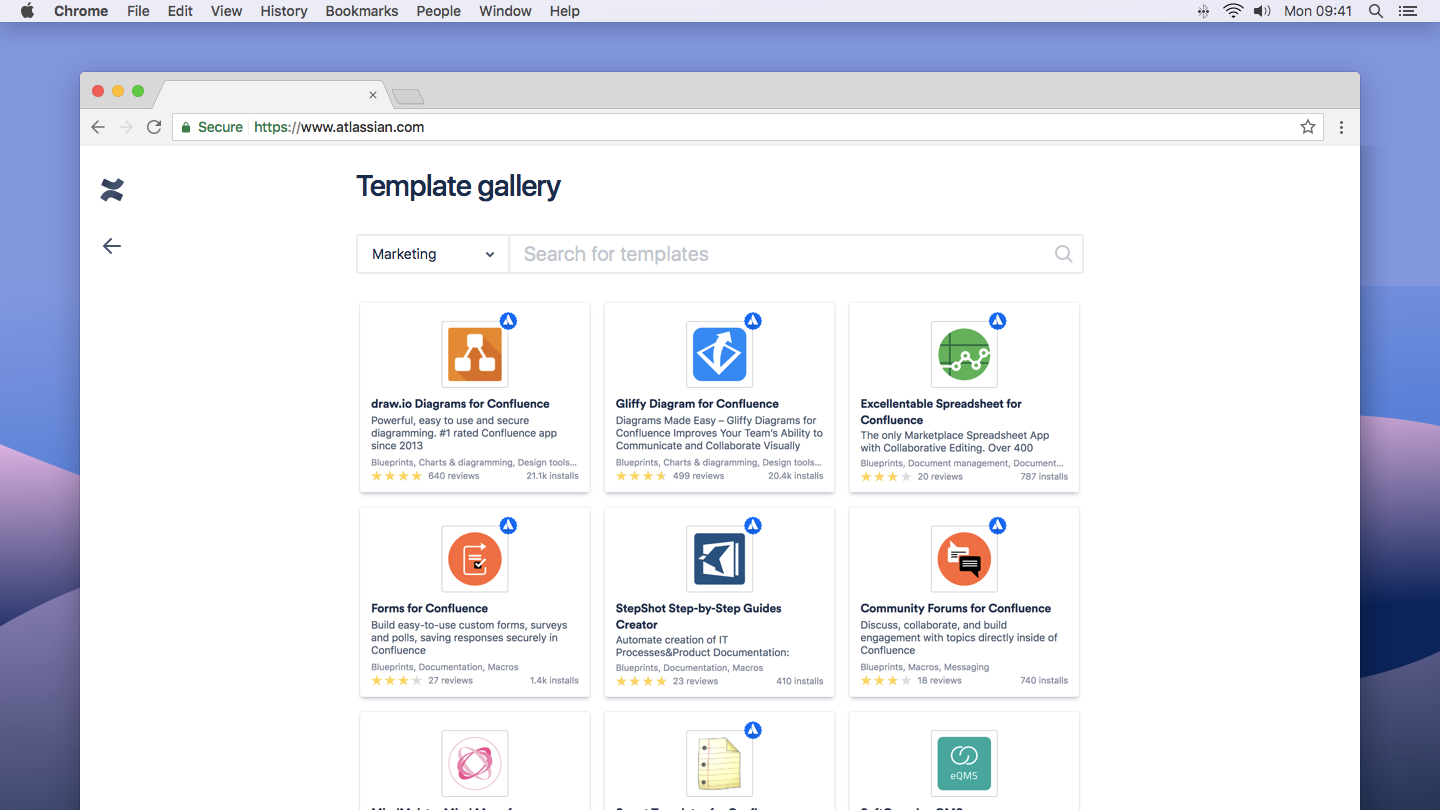 Chrome File Edit View History Bookmarks People Window Help Mon 09:41
Secure https://www.atlassian.com
Template gallery
Marketing Search for templates
draw.io Diagrams for Confluence
Powerful, easy to use and secure
diagramming. #1 rated Confluence app
since 2013
Blueprints, Charts & diagramming, Design tools...
640 reviews 21.1k installs
Gliffy Diagram for Confluence
Diagrams Made Easy – Gliffy Diagrams for
Confluence Improves Your Team's Ability to
Communicate and Collaborate Visually
Blueprints, Charts & diagramming, Design tools...
499 reviews 20.4k installs
Excellentable Spreadsheet for
Confluence
The only Marketplace Spreadsheet App
with Collaborative Editing. Over 400
Blueprints, Document management, Document...
20 reviews 787 installs
Forms for Confluence
Build easy-to-use custom forms, surveys
and polls, saving responses securely in
Confluence
Blueprints, Documentation, Macros
27 reviews 1.4k installs
StepShot Step-by-Step Guides
Creator
Automate creation of IT
Processes&Product Documentation:
Blueprints, Documentation, Macros
23 reviews 410 installs
Community Forums for Confluence
Discuss, collaborate, and build
engagement with topics directly inside of
Confluence
Blueprints, Macros, Messaging
18 reviews 740 installs
eQMS